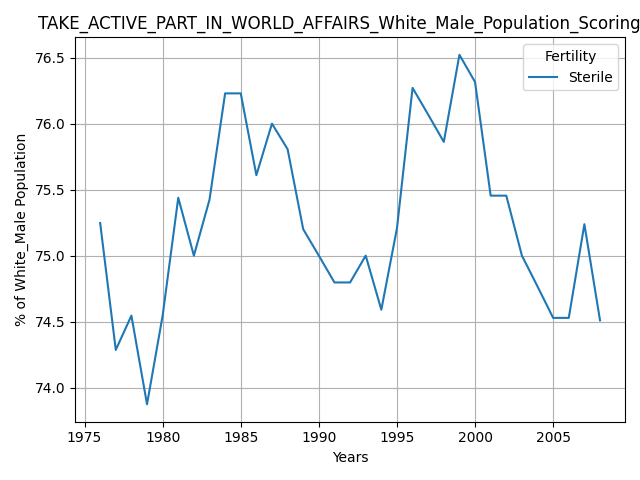 TAKE_ACTIVE_PART_IN_WORLD_AFFAIRS_White_Male_Population_Scoring
Fertility
Sterile
% of White_Male Population
76.5
76.0
75.5
75.0
74.5
74.0
1975 1980 1985 1990 1995 2000 2005
Years